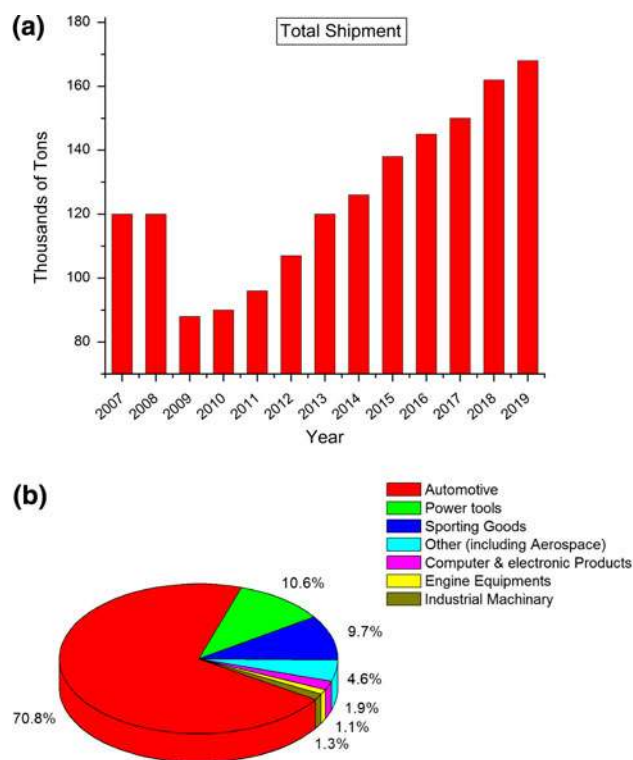 (a)
Total Shipment
180
160
140
120
100
80
Thousands of Tons
2007 2008 2009 2010 2011 2012 2013 2014 2015 2016 2017 2018 2019
Year
(b)
Automotive
Power tools
Sporting Goods
Other (including Aerospace)
Computer & electronic Products
Engine Equipments
Industrial Machinery
10.6%
9.7%
4.6%
1.9%
1.1%
1.3%
70.8%